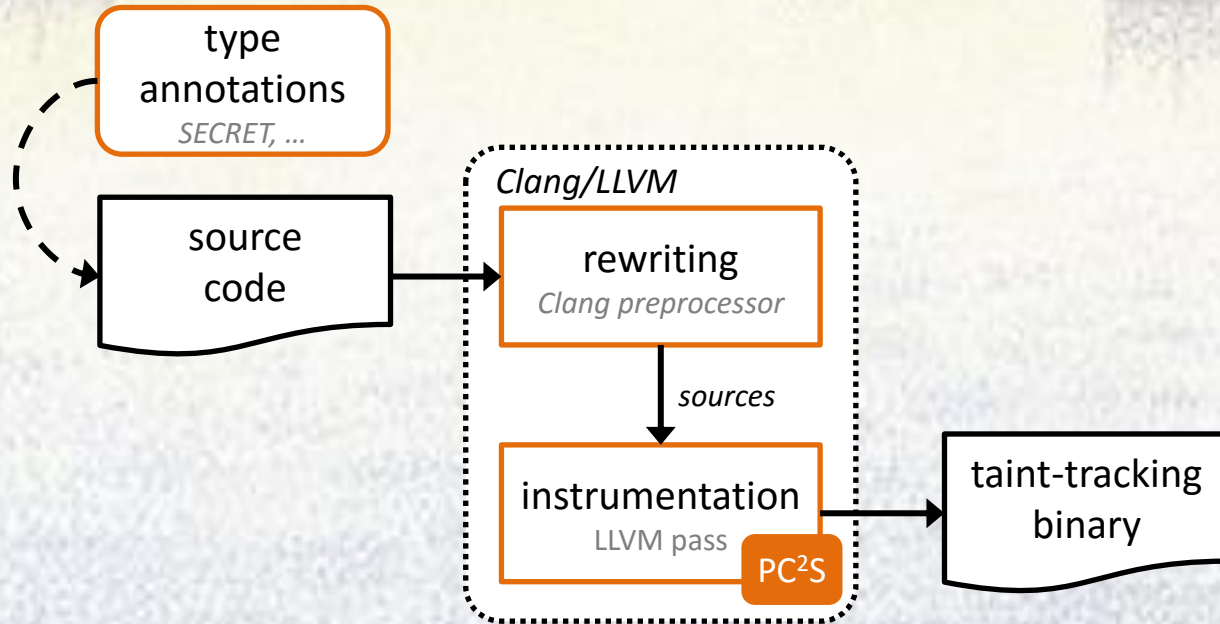 type
annotations
SECRET, …
source
code
Clang/LLVM
rewriting
Clang preprocessor
sources
instrumentation
LLVM pass
PC²S
taint-tracking
binary